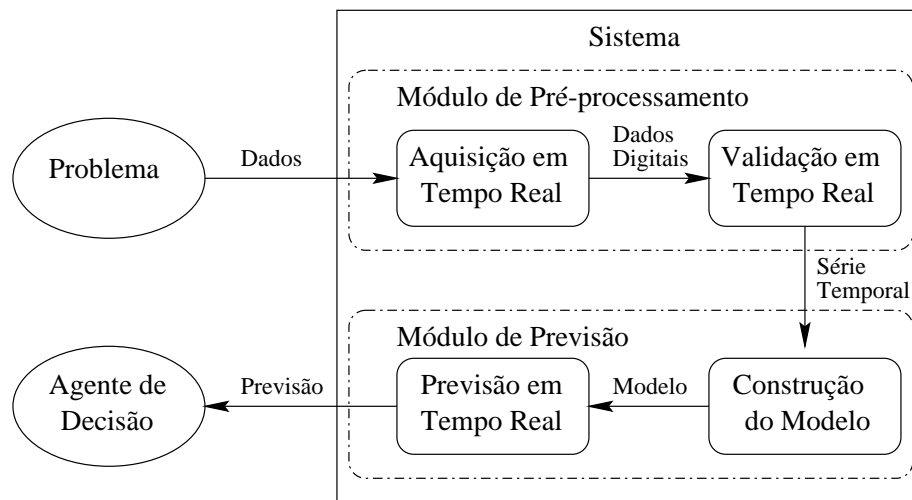 Sistema
Módulo de Pré-processamento
Problema
Dados
Aquisição em
Tempo Real
Dados
Digitais
Validação em
Tempo Real
Série
Temporal
Módulo de Previsão
Agente de
Decisão
Previsão
Previsão em
Tempo Real
Modelo
Construção
do Modelo